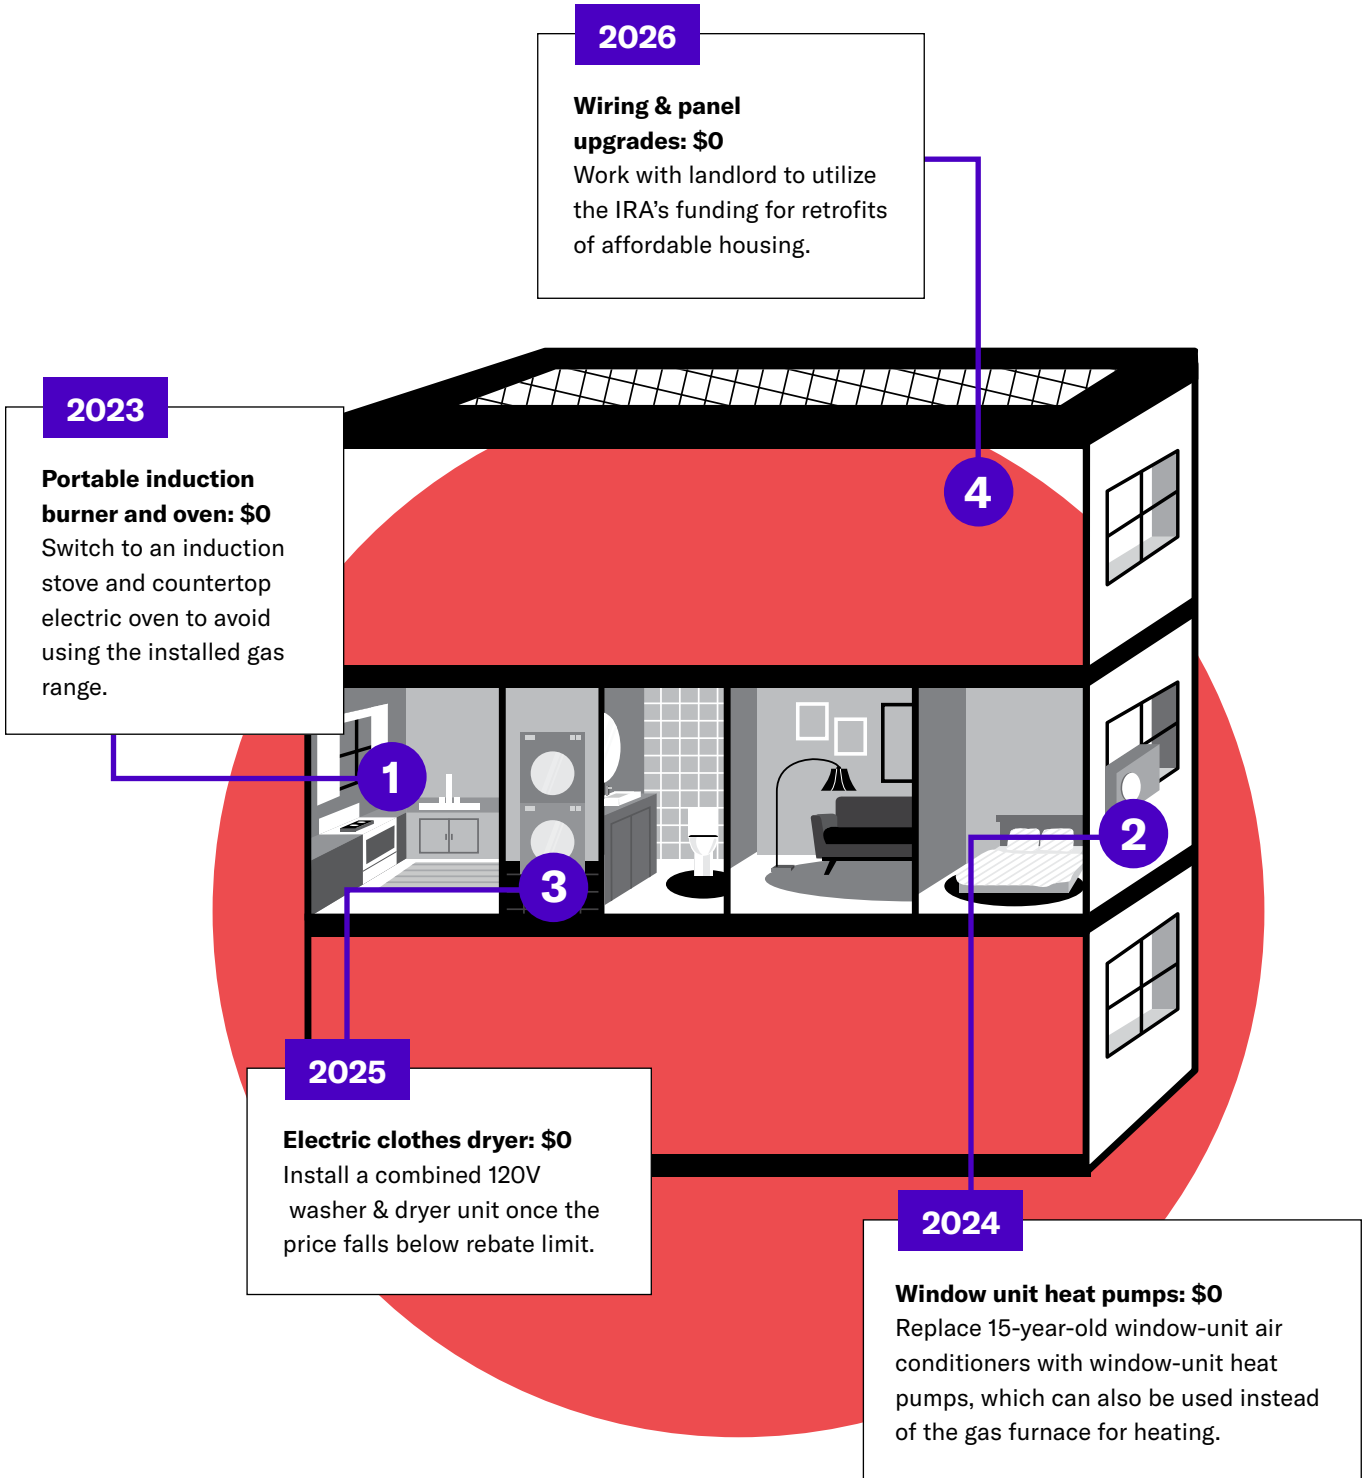 2026
Wiring & panel
upgrades: $0
Work with landlord to utilize
the IRA's funding for retrofits
of affordable housing.
2023
Portable induction
burner and oven: $0
Switch to an induction
stove and countertop
electric oven to avoid
using the installed gas
range.
4
1
2
3
2025
Electric clothes dryer: $0
Install a combined 120V
washer & dryer unit once the
price falls below rebate limit.
2024
Window unit heat pumps: $0
Replace 15-year-old window-unit air
conditioners with window-unit heat
pumps, which can also be used instead
of the gas furnace for heating.